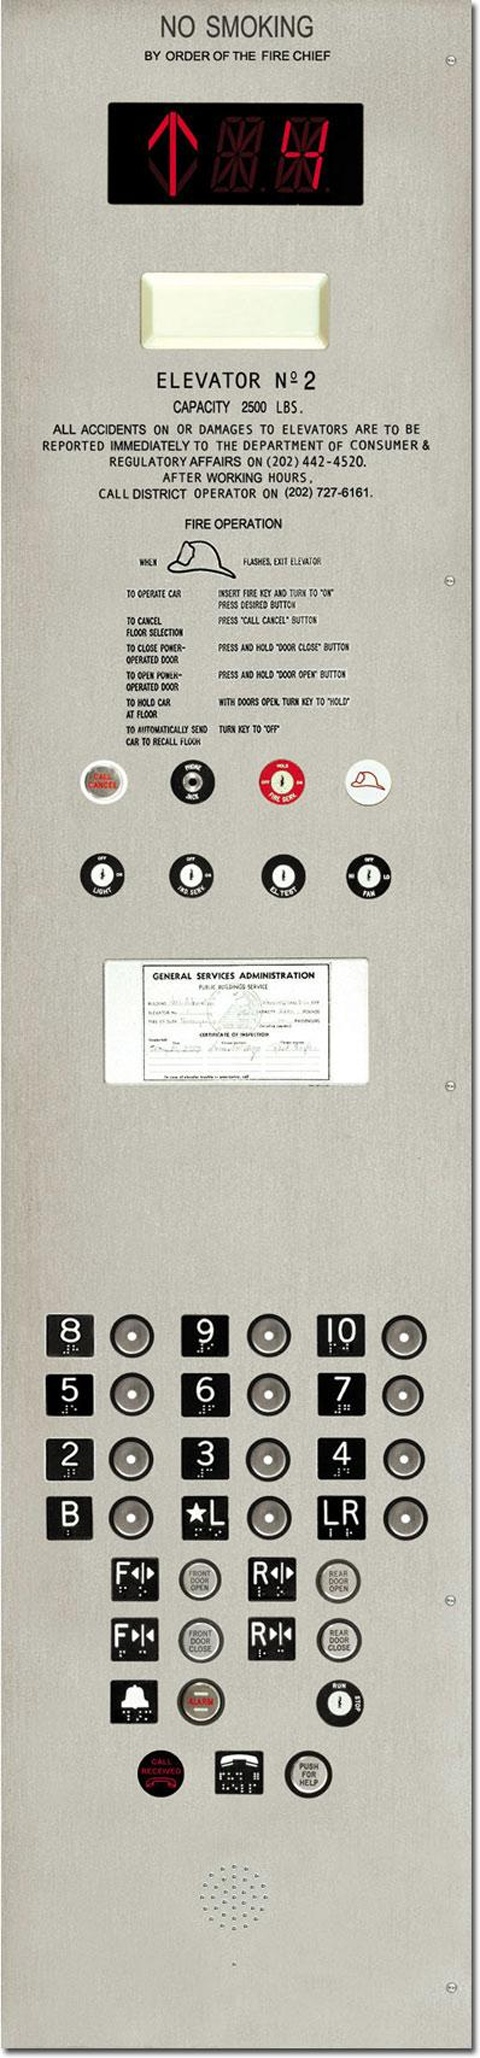 NO SMOKING
BY ORDER OF THE FIRE CHIEF
4
ELEVATOR Nº 2
CAPACITY 2500 LBS.
ALL ACCIDENTS ON OR DAMAGES TO ELEVATORS ARE TO BE
REPORTED IMMEDIATELY TO THE DEPARTMENT OF CONSUMER &
REGULATORY AFFAIRS ON (202) 442-4520.
AFTER WORKING HOURS,
CALL DISTRICT OPERATOR ON (202) 727-6161.
FIRE OPERATION
WHEN FLASHES, EXIT ELEVATOR
TO OPERATE CAR INSERT FIRE KEY AND TURN TO "ON"
PRESS DESIRED BUTTON
TO CANCEL PRESS "CALL CANCEL" BUTTON
FLOOR SELECTION
TO CLOSE POWER- PRESS AND HOLD "DOOR CLOSE" BUTTON
OPERATED DOOR
TO OPEN POWER- PRESS AND HOLD "DOOR OPEN" BUTTON
OPERATED DOOR
TO HOLD CAR WITH DOORS OPEN, TURN KEY TO "HOLD"
AT FLOOR
TO AUTOMATICALLY SEND TURN KEY TO "OFF"
CAR TO RECALL FLOOR
CALL
CANCEL
PHONE
JACK
HOLD
OFF ON
FIRE SERV.
OFF
ON
LIGHT
OFF
ON
IND. SERV.
EL. TEST
OFF
HI LO
FAN
GENERAL SERVICES ADMINISTRATION
PUBLIC BUILDINGS SERVICE
CERTIFICATE OF INSPECTION
8 9 10
5 6 7
2 3 4
B ★L LR
F FRONT DOOR OPEN R REAR DOOR OPEN
F FRONT DOOR CLOSE R REAR DOOR CLOSE
ALARM RUN STOP
CALL
RECEIVED
PUSH
FOR
HELP